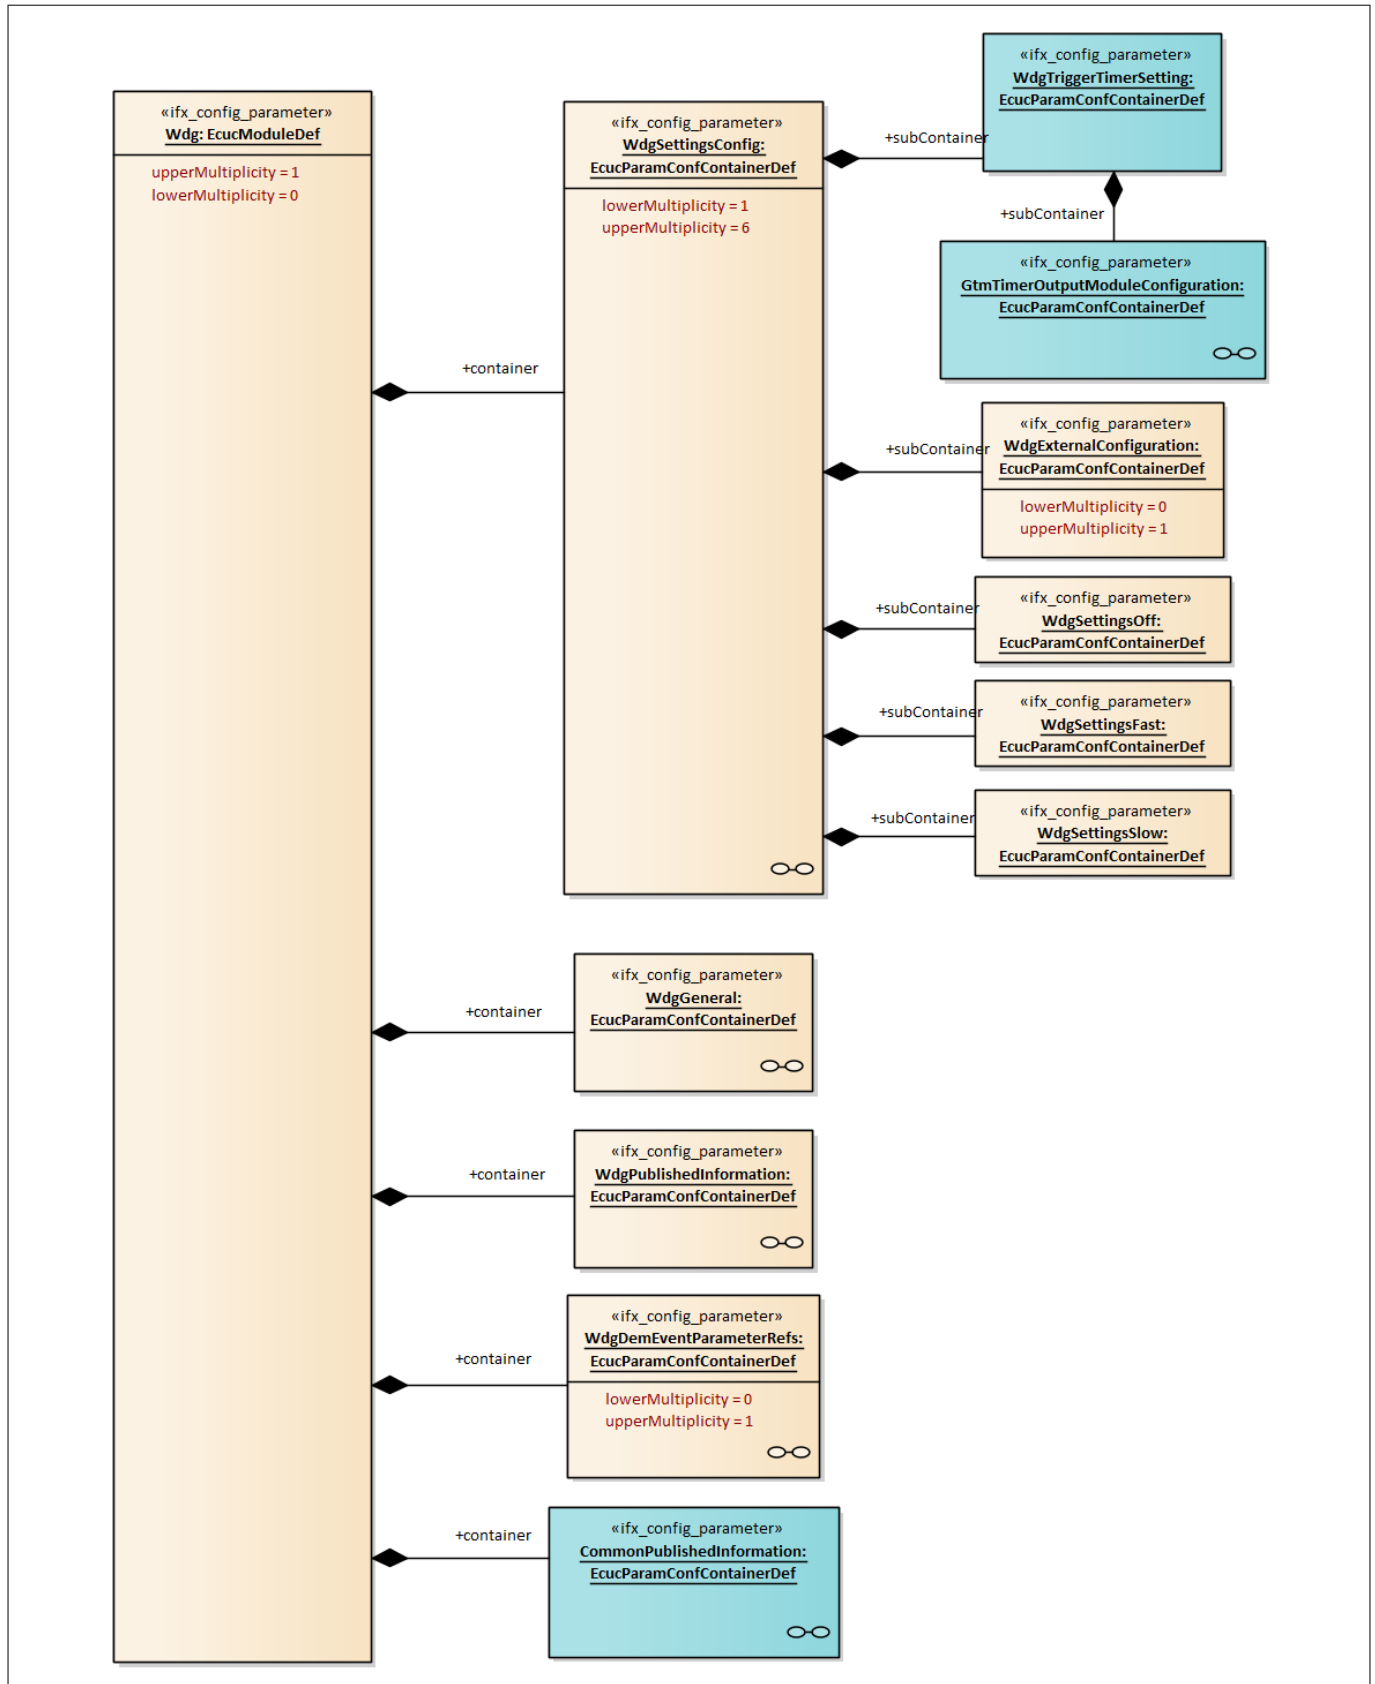 «ifx_config_parameter»
Wdg: EcucModuleDef
upperMultiplicity = 1
lowerMultiplicity = 0
+container
«ifx_config_parameter»
WdgSettingsConfig:
EcucParamConfContainerDef
lowerMultiplicity = 1
upperMultiplicity = 6
+subContainer
«ifx_config_parameter»
WdgTriggerTimerSetting:
EcucParamConfContainerDef
+subContainer
«ifx_config_parameter»
GtmTimerOutputModuleConfiguration:
EcucParamConfContainerDef
+subContainer
«ifx_config_parameter»
WdgExternalConfiguration:
EcucParamConfContainerDef
lowerMultiplicity = 0
upperMultiplicity = 1
+subContainer
«ifx_config_parameter»
WdgSettingsOff:
EcucParamConfContainerDef
+subContainer
«ifx_config_parameter»
WdgSettingsFast:
EcucParamConfContainerDef
+subContainer
«ifx_config_parameter»
WdgSettingsSlow:
EcucParamConfContainerDef
+container
«ifx_config_parameter»
WdgGeneral:
EcucParamConfContainerDef
+container
«ifx_config_parameter»
WdgPublishedInformation:
EcucParamConfContainerDef
+container
«ifx_config_parameter»
WdgDemEventParameterRefs:
EcucParamConfContainerDef
lowerMultiplicity = 0
upperMultiplicity = 1
+container
«ifx_config_parameter»
CommonPublishedInformation:
EcucParamConfContainerDef